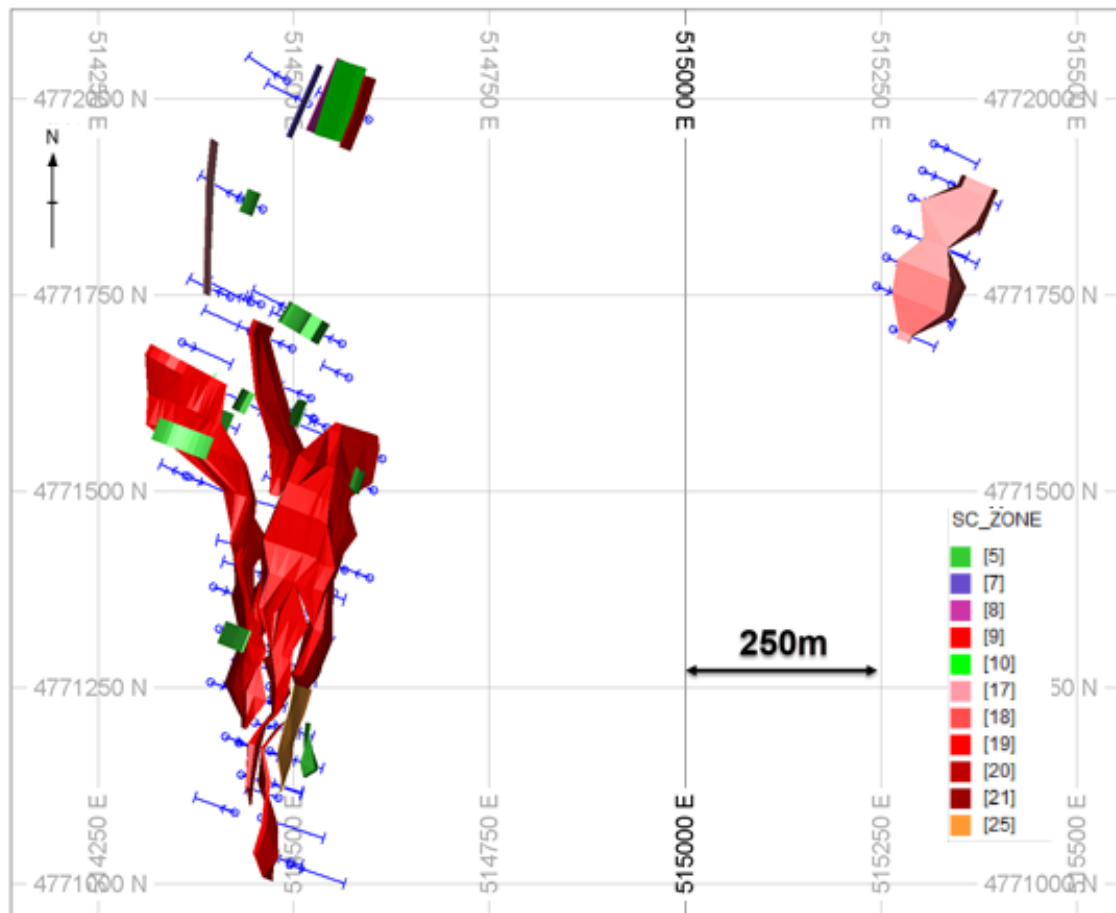 514250 E
514500 E
514750 E
515000 E
515250 E
515500 E
4772000 N
4772000 N
N
4771750 N
4771750 N
4771500 N
4771500 N
SC_ZONE
[5]
[7]
[8]
[9]
[10]
[17]
[18]
[19]
[20]
[21]
[25]
250m
4771250 N
50 N
4771000 N
4771000 N
514250 E
514750 E
515000 E
515250 E
515500 E